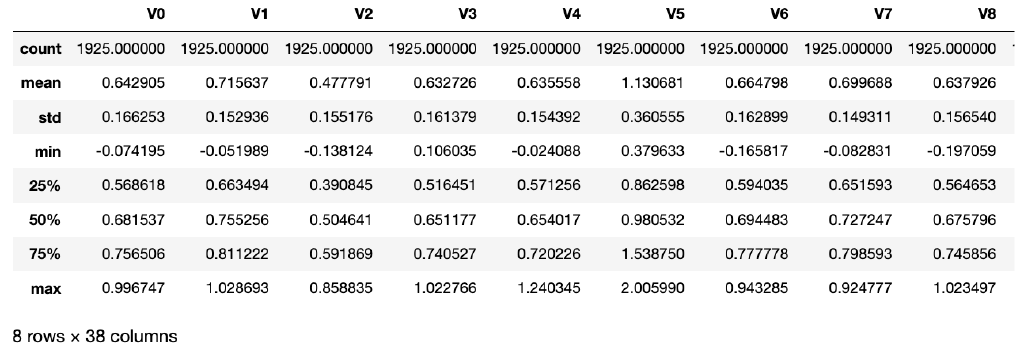 V0 V1 V2 V3 V4 V5 V6 V7 V8
count 1925.000000 1925.000000 1925.000000 1925.000000 1925.000000 1925.000000 1925.000000 1925.000000 1925.000000
mean 0.642905 0.715637 0.477791 0.632726 0.635558 1.130681 0.664798 0.699688 0.637926
std 0.166253 0.152936 0.155176 0.161379 0.154392 0.360555 0.162899 0.149311 0.156540
min -0.074195 -0.051989 -0.138124 0.106035 -0.024088 0.379633 -0.165817 -0.082831 -0.197059
25% 0.568618 0.663494 0.390845 0.516451 0.571256 0.862598 0.594035 0.651593 0.564653
50% 0.681537 0.755256 0.504641 0.651177 0.654017 0.980532 0.694483 0.727247 0.675796
75% 0.756506 0.811222 0.591869 0.740527 0.720226 1.538750 0.777778 0.798593 0.745856
max 0.996747 1.028693 0.858835 1.022766 1.240345 2.005990 0.943285 0.924777 1.023497
8 rows × 38 columns